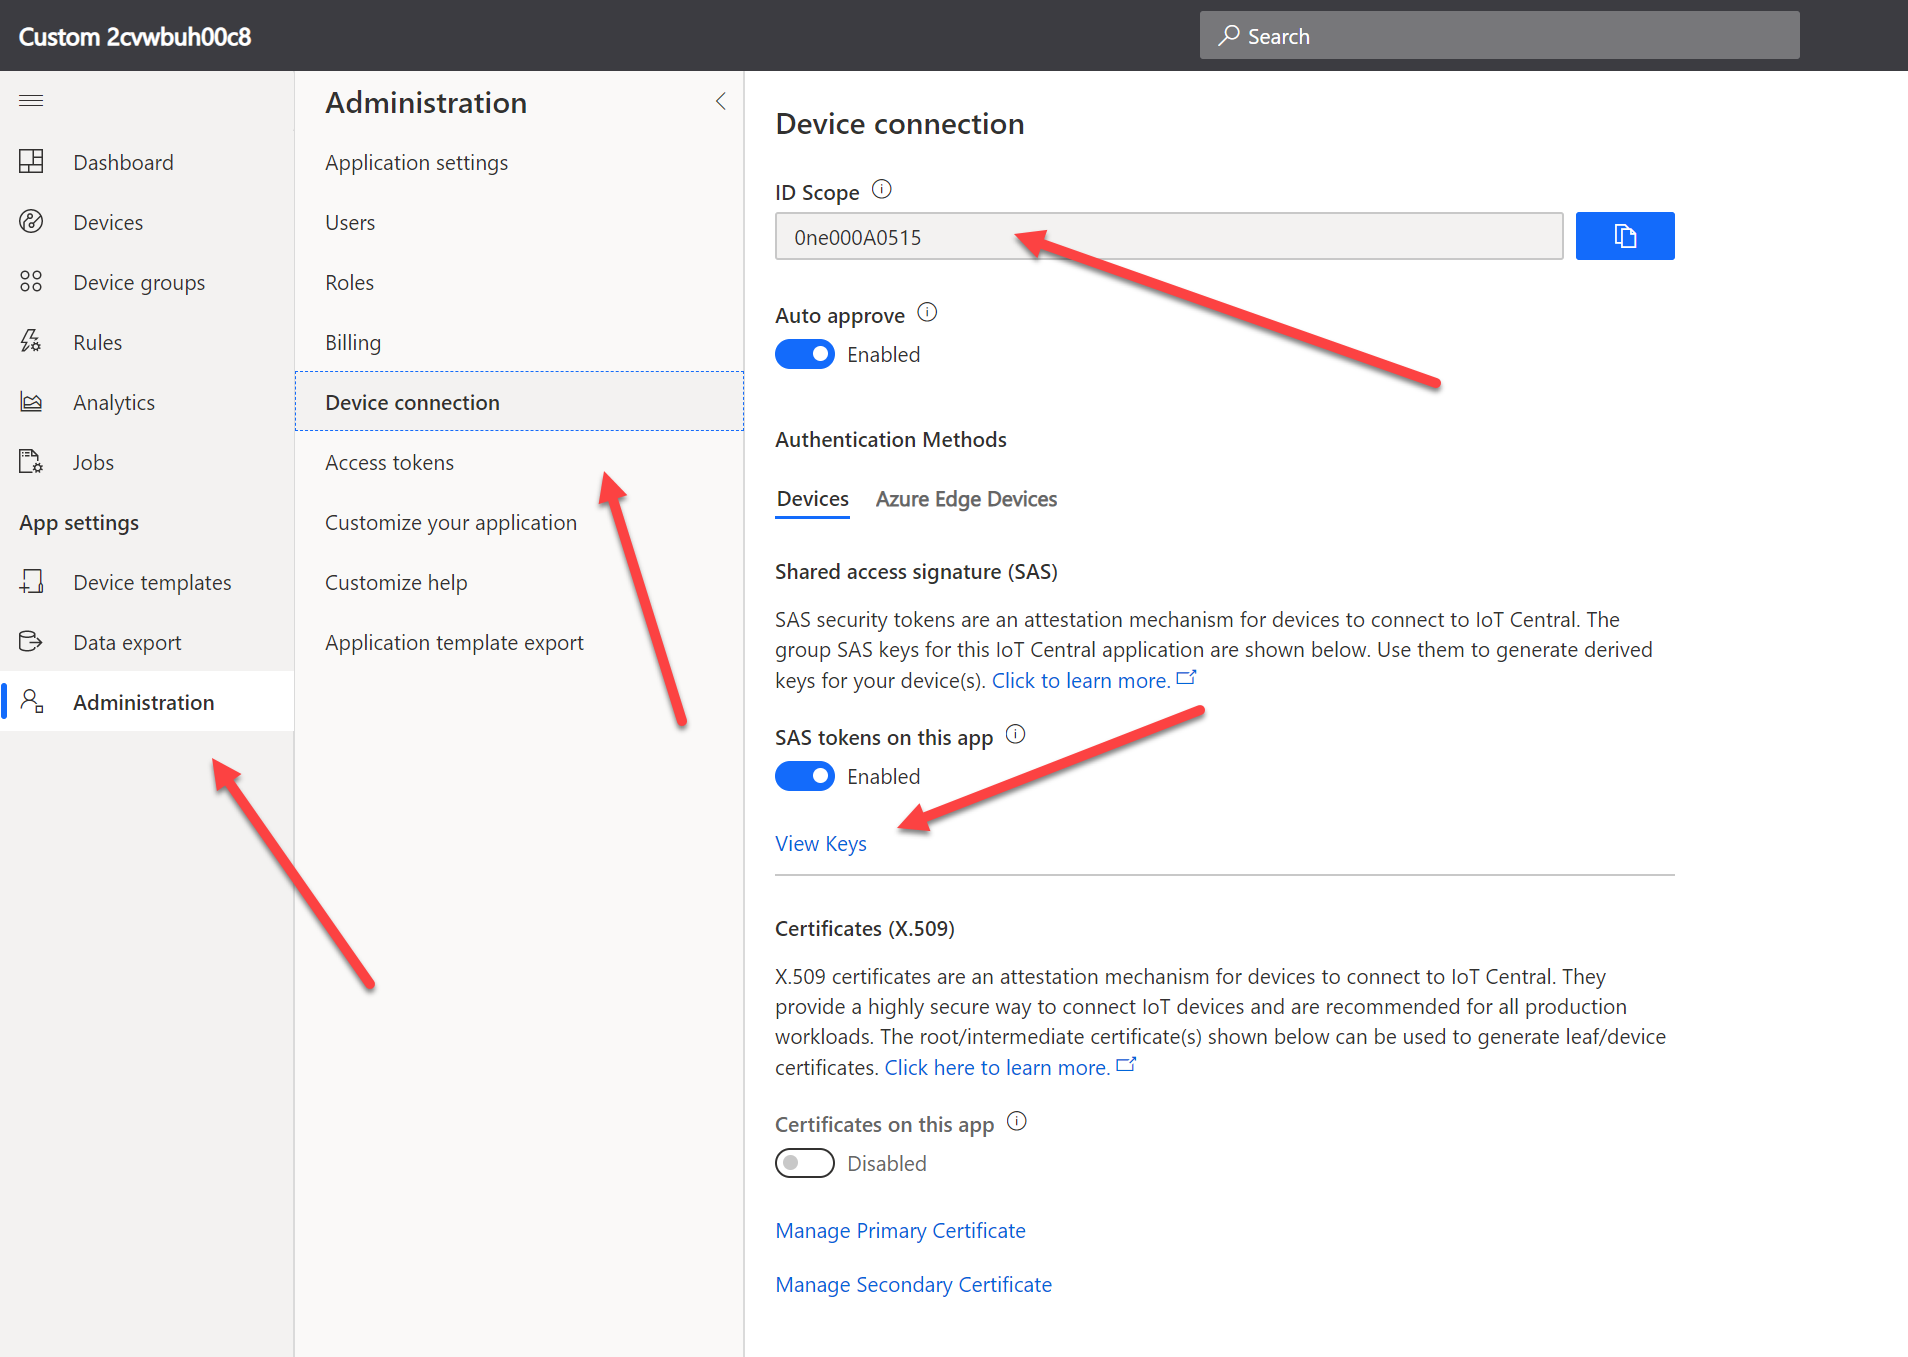 Custom 2cvwbuh00c8
Search
Dashboard
Devices
Device groups
Rules
Analytics
Jobs
App settings
Device templates
Data export
Administration
Administration
Application settings
Users
Roles
Billing
Device connection
Access tokens
Customize your application
Customize help
Application template export
Device connection
ID Scope
0ne000A0515
Auto approve
Enabled
Authentication Methods
Devices
Azure Edge Devices
Shared access signature (SAS)
SAS security tokens are an attestation mechanism for devices to connect to IoT Central. The
group SAS keys for this IoT Central application are shown below. Use them to generate derived
keys for your device(s). Click to learn more.
SAS tokens on this app
Enabled
View Keys
Certificates (X.509)
X.509 certificates are an attestation mechanism for devices to connect to IoT Central. They
provide a highly secure way to connect IoT devices and are recommended for all production
workloads. The root/intermediate certificate(s) shown below can be used to generate leaf/device
certificates. Click here to learn more.
Certificates on this app
Disabled
Manage Primary Certificate
Manage Secondary Certificate